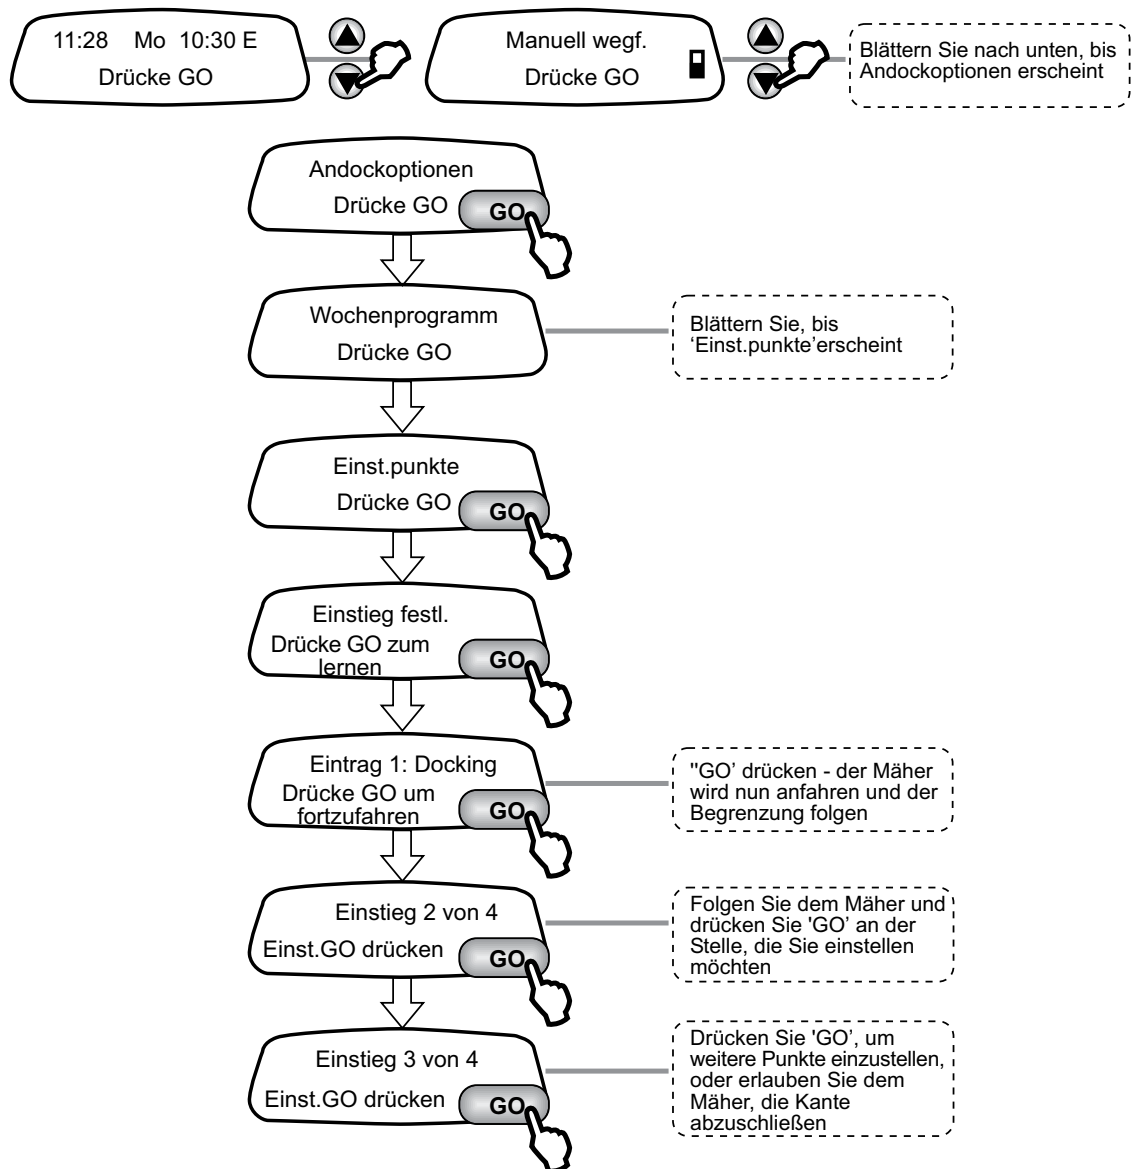 11:28 Mo 10:30 E
Drücke GO
Manuell wegf.
Drücke GO
Blättern Sie nach unten, bis
Andockoptionen erscheint
Andockoptionen
Drücke GO
GO
Wochenprogramm
Drücke GO
Blättern Sie, bis
‘Einst.punkte’erscheint
Einst.punkte
Drücke GO
GO
Einstieg festl.
Drücke GO zum
lernen
GO
Eintrag 1: Docking
Drücke GO um
fortzufahren
GO
"GO’ drücken - der Mäher
wird nun anfahren und der
Begrenzung folgen
Einstieg 2 von 4
Einst.GO drücken
GO
Folgen Sie dem Mäher und
drücken Sie 'GO’ an der
Stelle, die Sie einstellen
möchten
Einstieg 3 von 4
Einst.GO drücken
GO
Drücken Sie 'GO’, um
weitere Punkte einzustellen,
oder erlauben Sie dem
Mäher, die Kante
abzuschließen